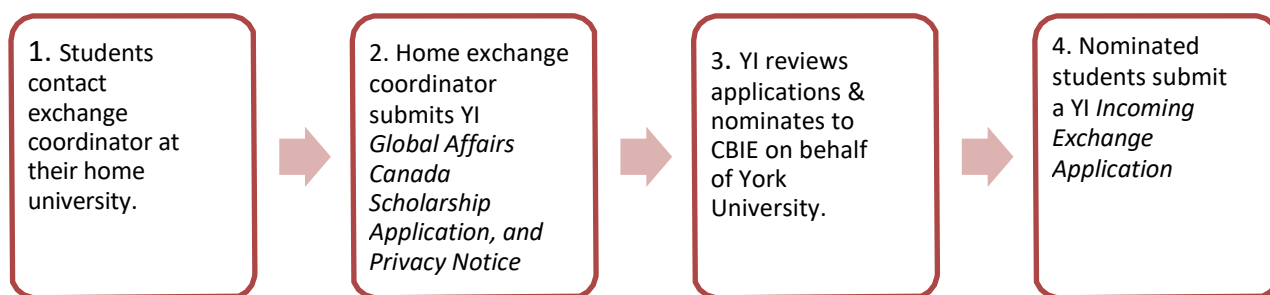 1. Students
contact
exchange
coordinator at
their home
university.
2. Home exchange
coordinator
submits YI
Global Affairs
Canada
Scholarship
Application, and
Privacy Notice
3. YI reviews
applications &
nominates to
CBIE on behalf
of York
University.
4. Nominated
students submit
a YI Incoming
Exchange
Application